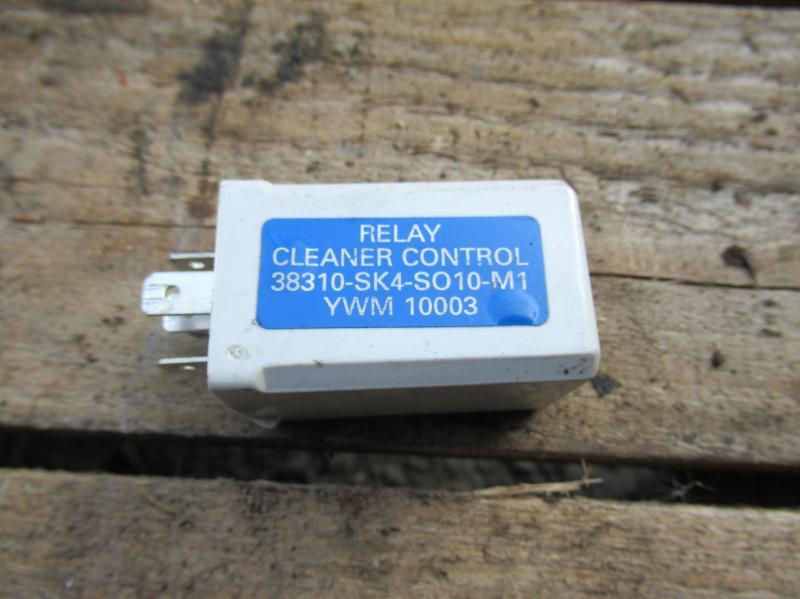 RELAY
CLEANER CONTROL
38310-SK4-SO10-M1
YWM 10003